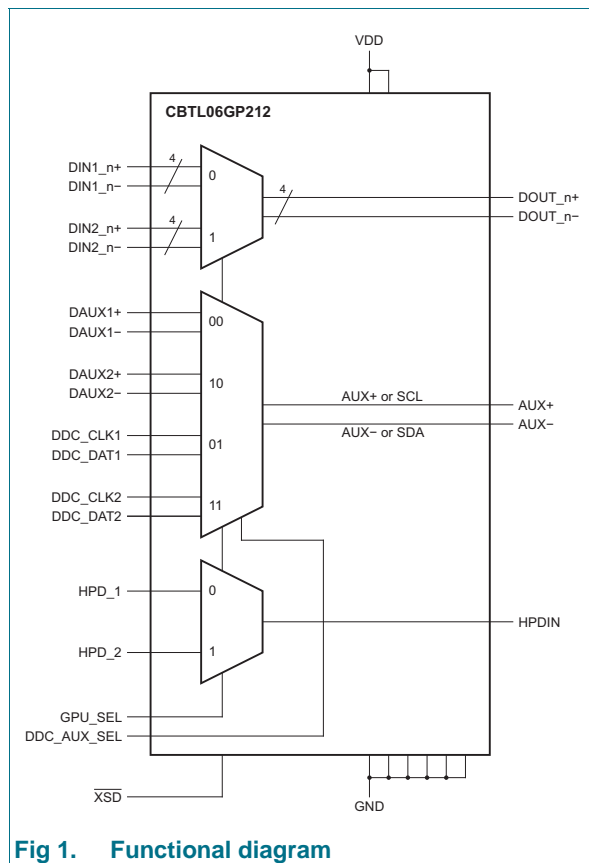 VDD
CBTL06GP212
DIN1_n+
4
0
DIN1_n−
4
DOUT_n+
DOUT_n−
DIN2_n+
4
1
DIN2_n−
DAUX1+
00
DAUX1−
DAUX2+
10
DAUX2−
AUX+ or SCL
AUX+
AUX− or SDA
AUX−
DDC_CLK1
01
DDC_DAT1
DDC_CLK2
11
DDC_DAT2
HPD_1
0
HPDIN
HPD_2
1
GPU_SEL
DDC_AUX_SEL
XSD
GND
Fig 1. Functional diagram